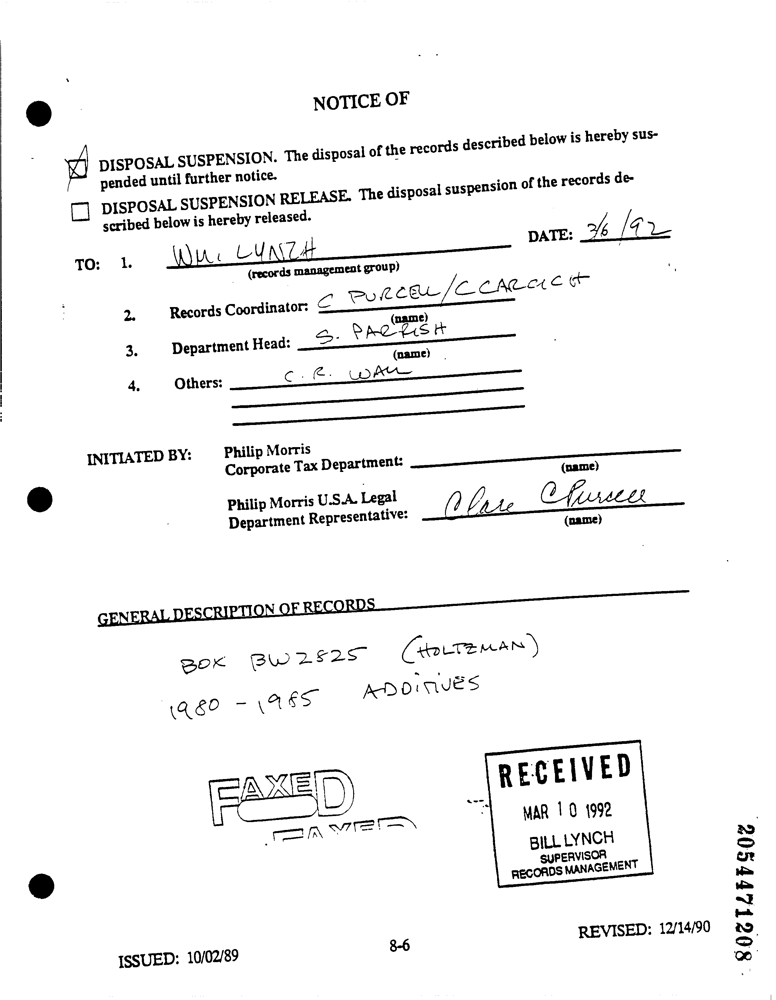 NOTICE OF
DISPOSAL SUSPENSION. The disposal of the records described below is hereby sus-
pended until further notice.
DISPOSAL SUSPENSION RELEASE. The disposal suspension of the records de-
scribed below is hereby released.
DATE: 3/6/92
TO: 1. WM. LYNCH
(records management group)
2. Records Coordinator: C PURCELL/C
(name)
3. Department Head: S. PARRISH
(name)
4. Others: C. R. WALL
INITIATED BY: Philip Morris
Corporate Tax Department:
(name)
Philip Morris U.S.A. Legal
Department Representative: Clare C Purcell
(name)
GENERAL DESCRIPTION OF RECORDS
BOX BW2825 (HOLTZMAN)
1980 - 1985 ADDITIVES
FAXED
FAXED
RECEIVED
MAR 10 1992
BILL LYNCH
SUPERVISOR
RECORDS MANAGEMENT
2054471208
REVISED: 12/14/90
8-6
ISSUED: 10/02/89